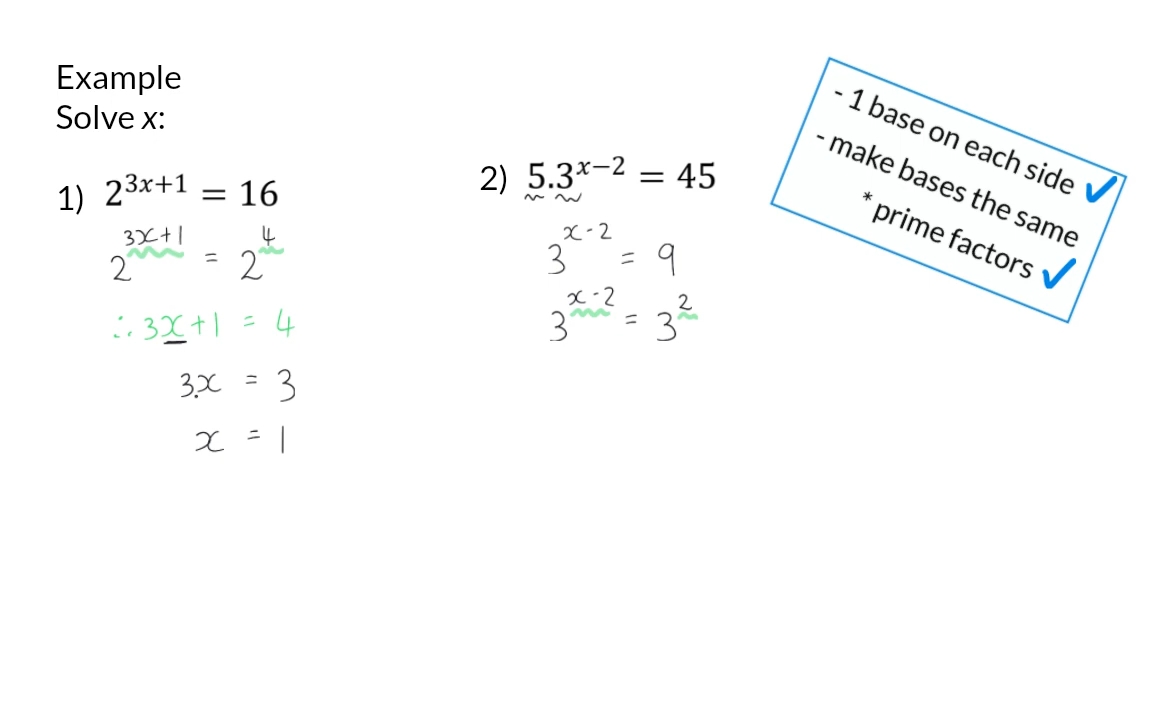 Example
Solve x:
1) 2^{3x+1} = 16
2^{3x+1} = 2^{4}
∴ 3x+1 = 4
3x = 3
x = 1
2) 5.3^{x−2} = 45
3^{x-2} = 9
3^{x-2} = 3^{2}
- 1 base on each side ✔
- make bases the same
* prime factors ✔